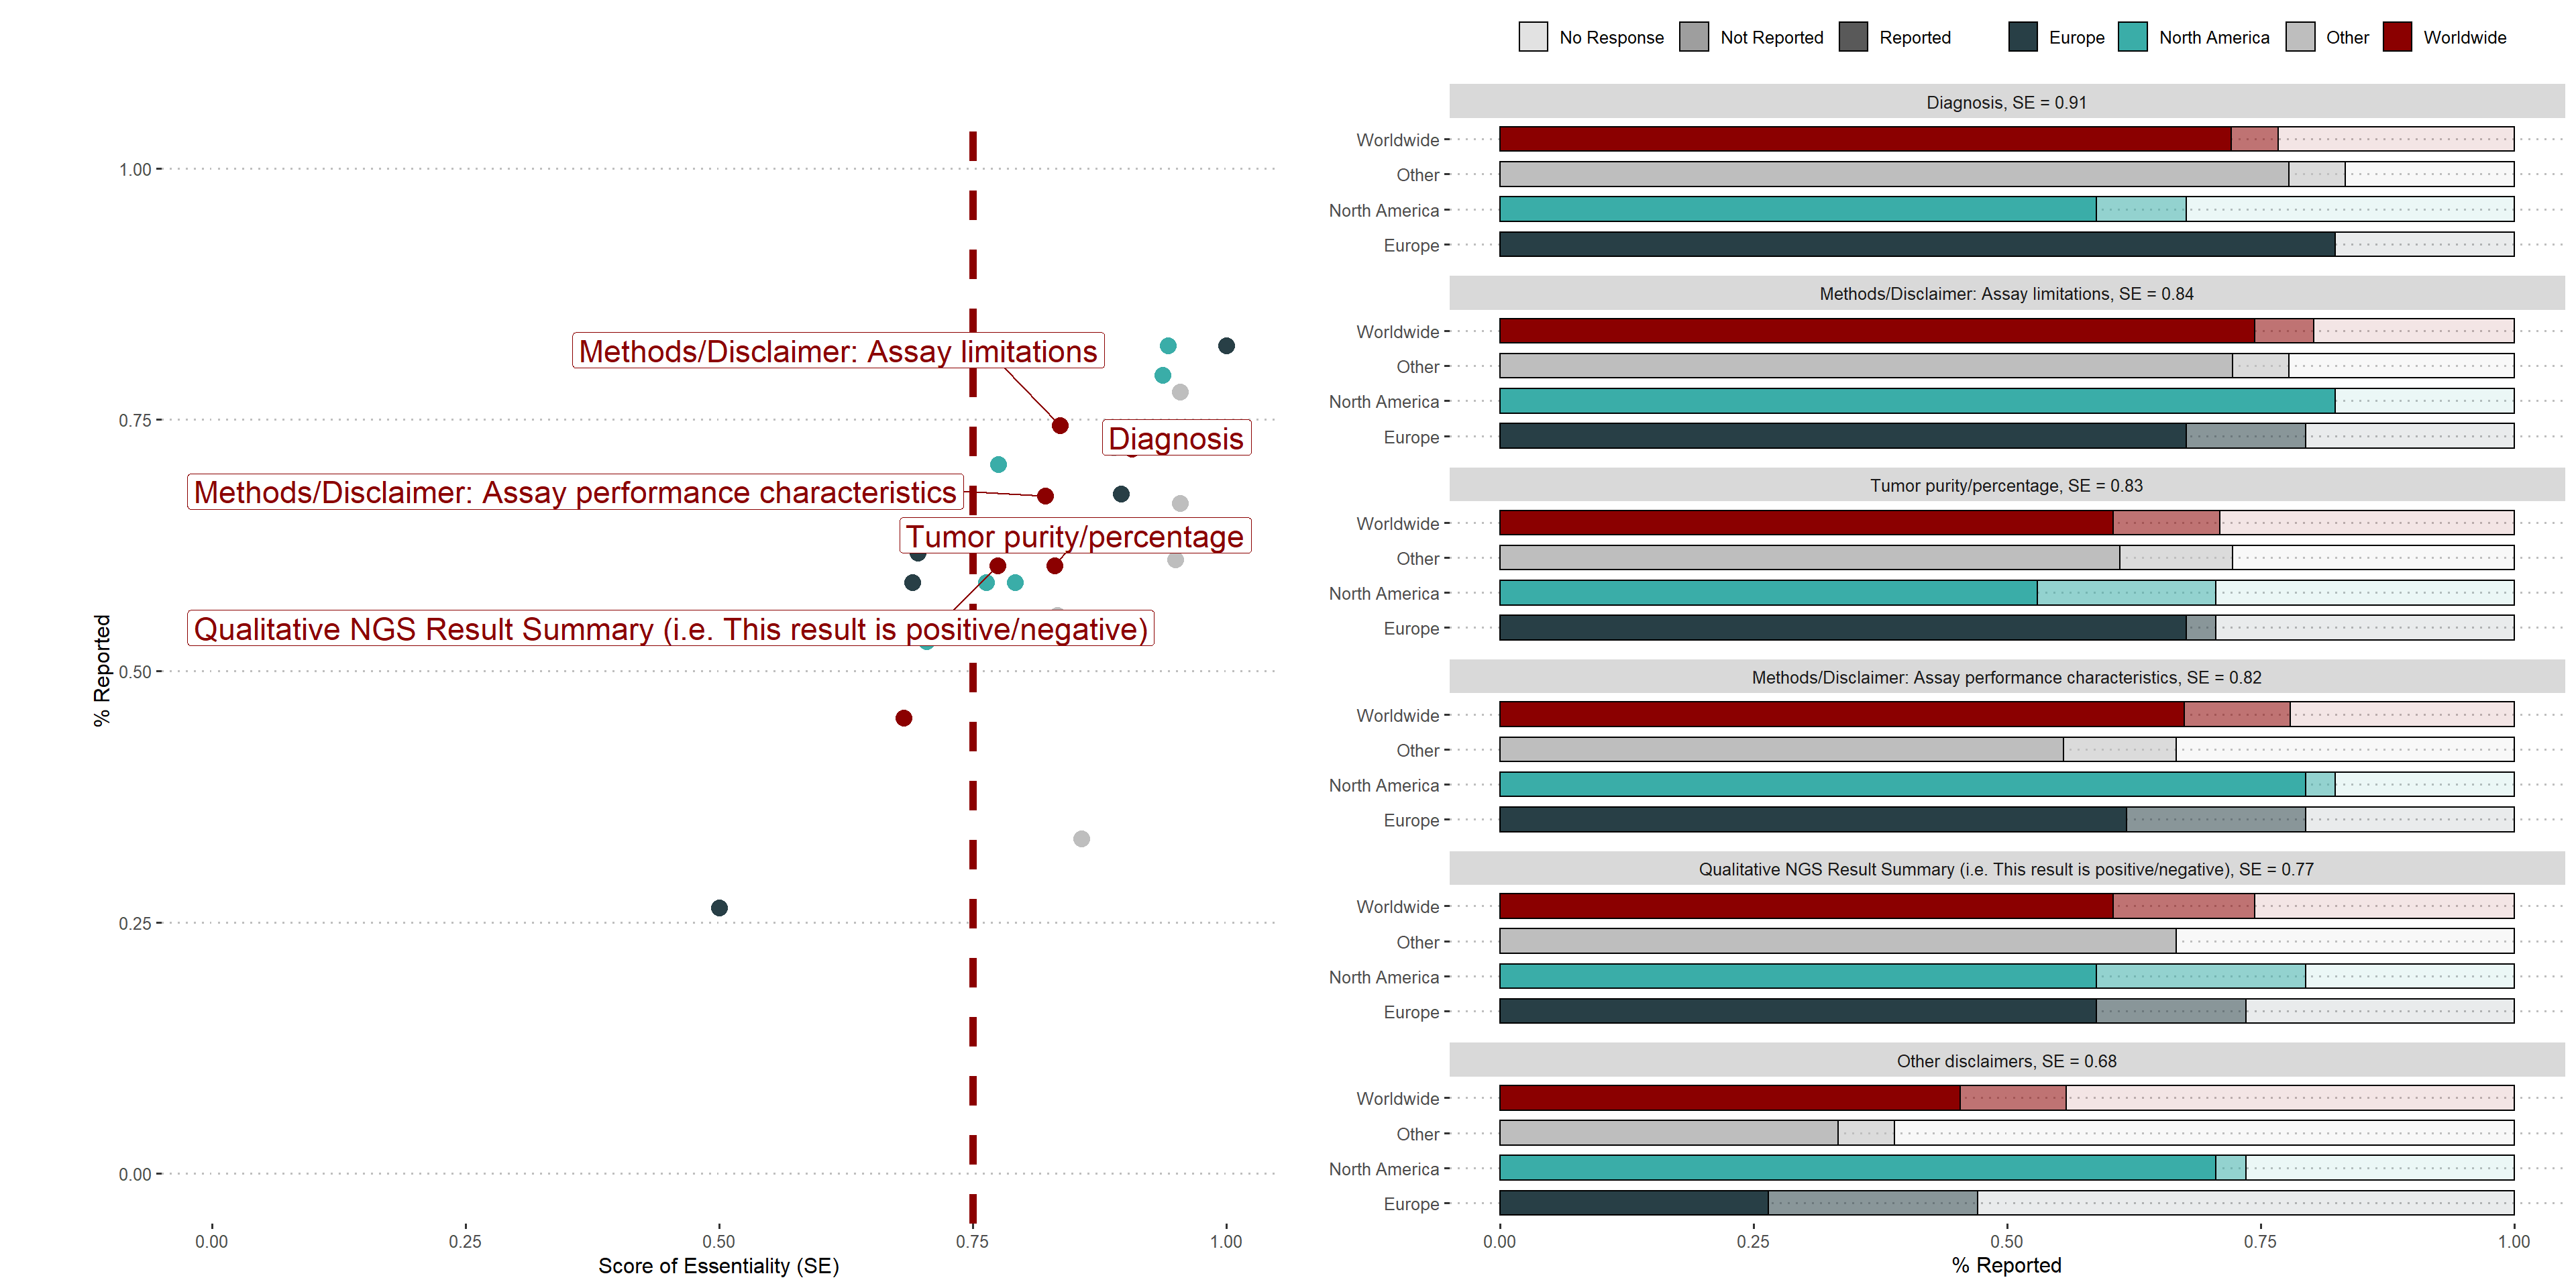 No Response Not Reported Reported Europe North America Other Worldwide
% Reported
1.00
0.75
0.50
0.25
0.00
Methods/Disclaimer: Assay limitations
Diagnosis
Methods/Disclaimer: Assay performance characteristics
Tumor purity/percentage
Qualitative NGS Result Summary (i.e. This result is positive/negative)
0.00 0.25 0.50 0.75 1.00
Score of Essentiality (SE)
Diagnosis, SE = 0.91
Worldwide
Other
North America
Europe
Methods/Disclaimer: Assay limitations, SE = 0.84
Worldwide
Other
North America
Europe
Tumor purity/percentage, SE = 0.83
Worldwide
Other
North America
Europe
Methods/Disclaimer: Assay performance characteristics, SE = 0.82
Worldwide
Other
North America
Europe
Qualitative NGS Result Summary (i.e. This result is positive/negative), SE = 0.77
Worldwide
Other
North America
Europe
Other disclaimers, SE = 0.68
Worldwide
Other
North America
Europe
0.00 0.25 0.50 0.75 1.00
% Reported